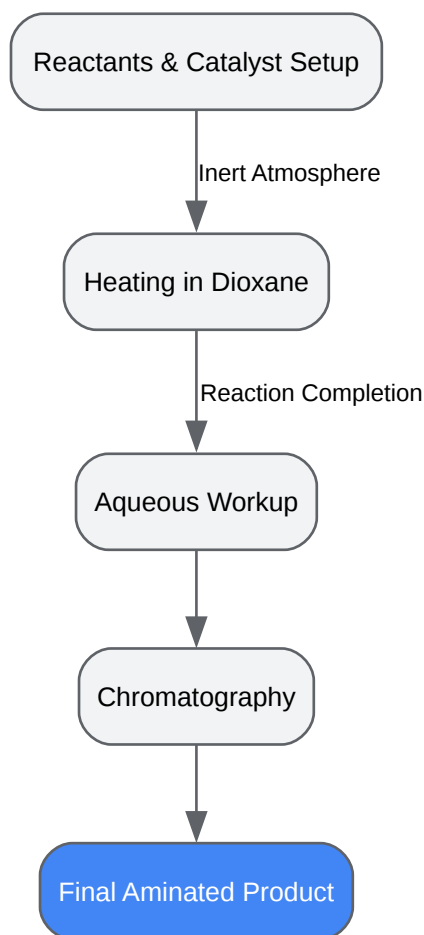 Reactants & Catalyst Setup
Inert Atmosphere
Heating in Dioxane
Reaction Completion
Aqueous Workup
Chromatography
Final Aminated Product